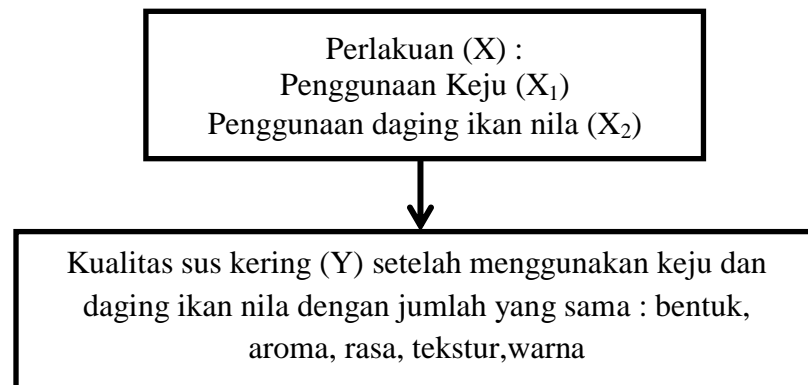 Perlakuan (X) :
Penggunaan Keju (X₁)
Penggunaan daging ikan nila (X₂)
Kualitas sus kering (Y) setelah menggunakan keju dan
daging ikan nila dengan jumlah yang sama : bentuk,
aroma, rasa, tekstur,warna